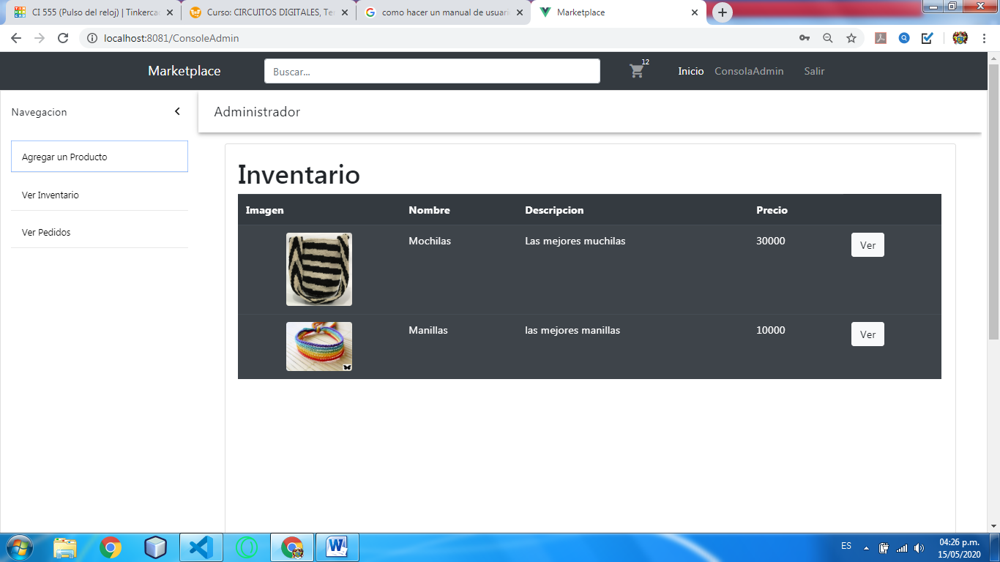 CI 555 (Pulso del reloj) | Tinkerca
Curso: CIRCUITOS DIGITALES, Te
como hacer un manual de usuari
Marketplace
localhost:8081/ConsoleAdmin
Marketplace
Buscar...
12
Inicio
ConsolaAdmin
Salir
Navegacion
Administrador
Agregar un Producto
Ver Inventario
Ver Pedidos
Inventario
Imagen Nombre Descripcion Precio
Mochilas Las mejores muchilas 30000 Ver
Manillas las mejores manillas 10000 Ver
ES
04:26 p.m.
15/05/2020